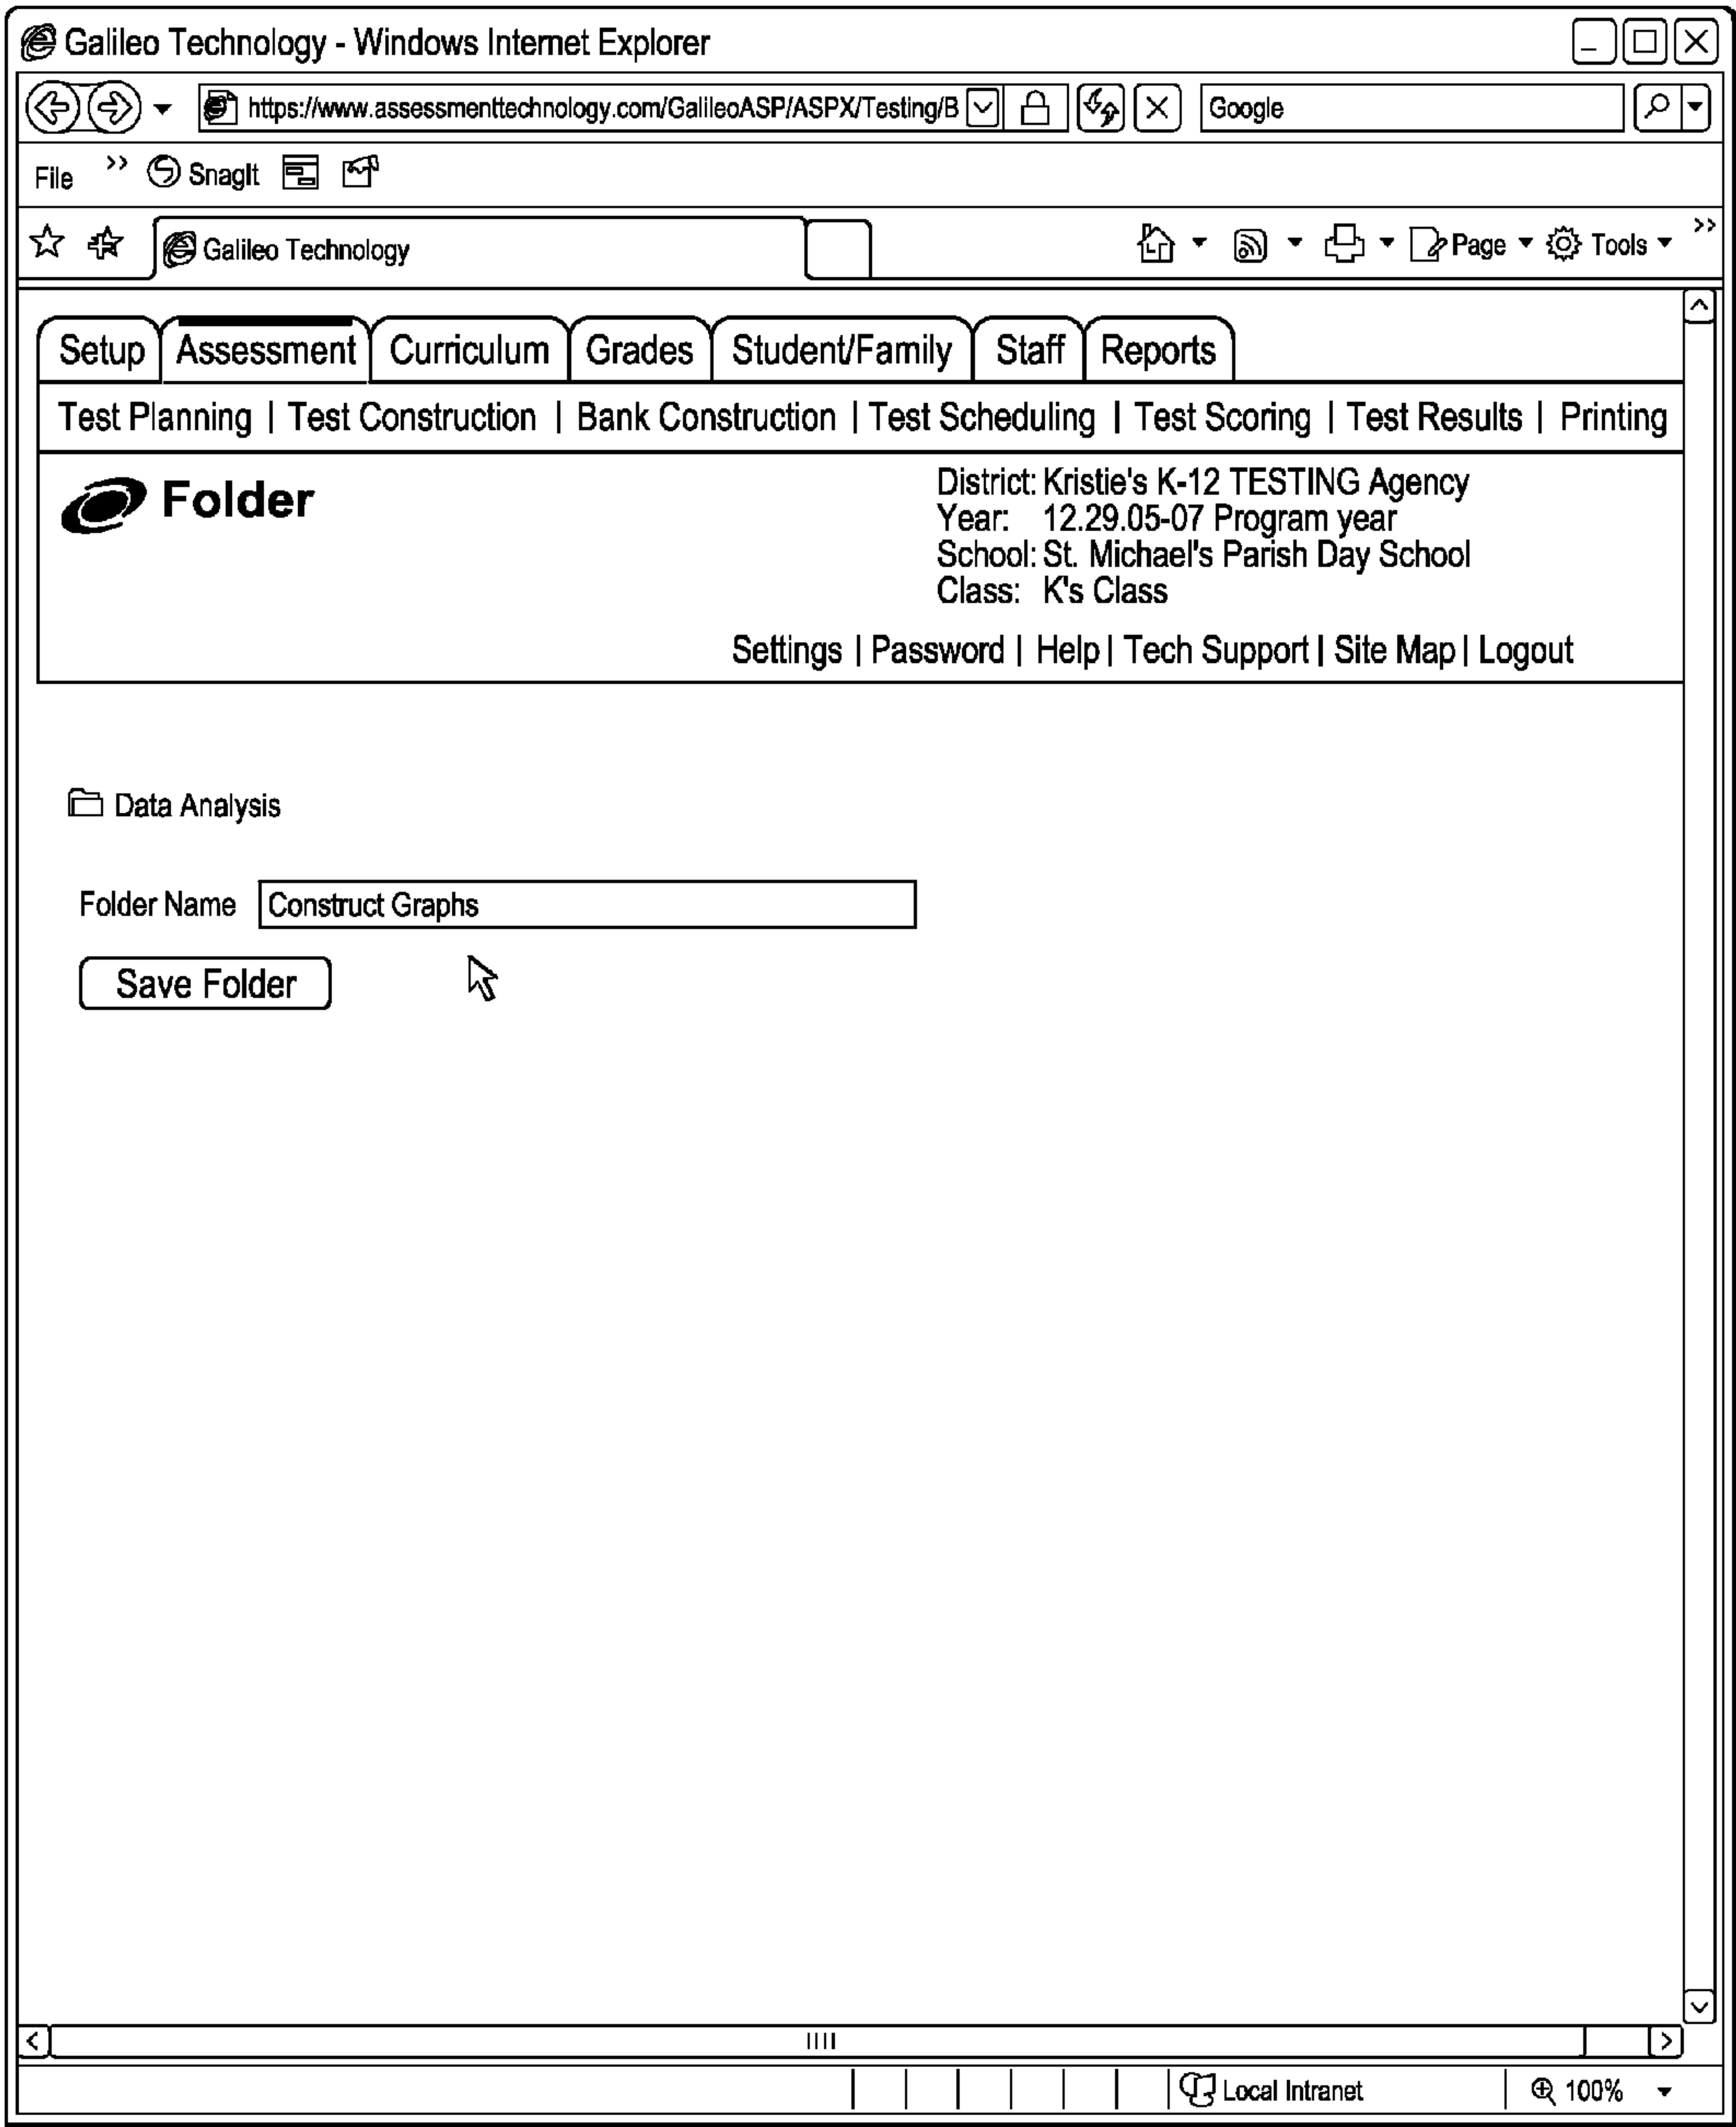 Galileo Technology - Windows Internet Explorer
https://www.assessmenttechnology.com/GalileoASP/ASPX/Testing/B
Google
File » SnagIt
Galileo Technology
Page Tools »
Setup Assessment Curriculum Grades Student/Family Staff Reports
Test Planning | Test Construction | Bank Construction | Test Scheduling | Test Scoring | Test Results | Printing
Folder
District: Kristie's K-12 TESTING Agency
Year: 12.29.05-07 Program year
School: St. Michael's Parish Day School
Class: K's Class
Settings | Password | Help | Tech Support | Site Map | Logout
Data Analysis
Folder Name Construct Graphs
Save Folder
Local Intranet 100%